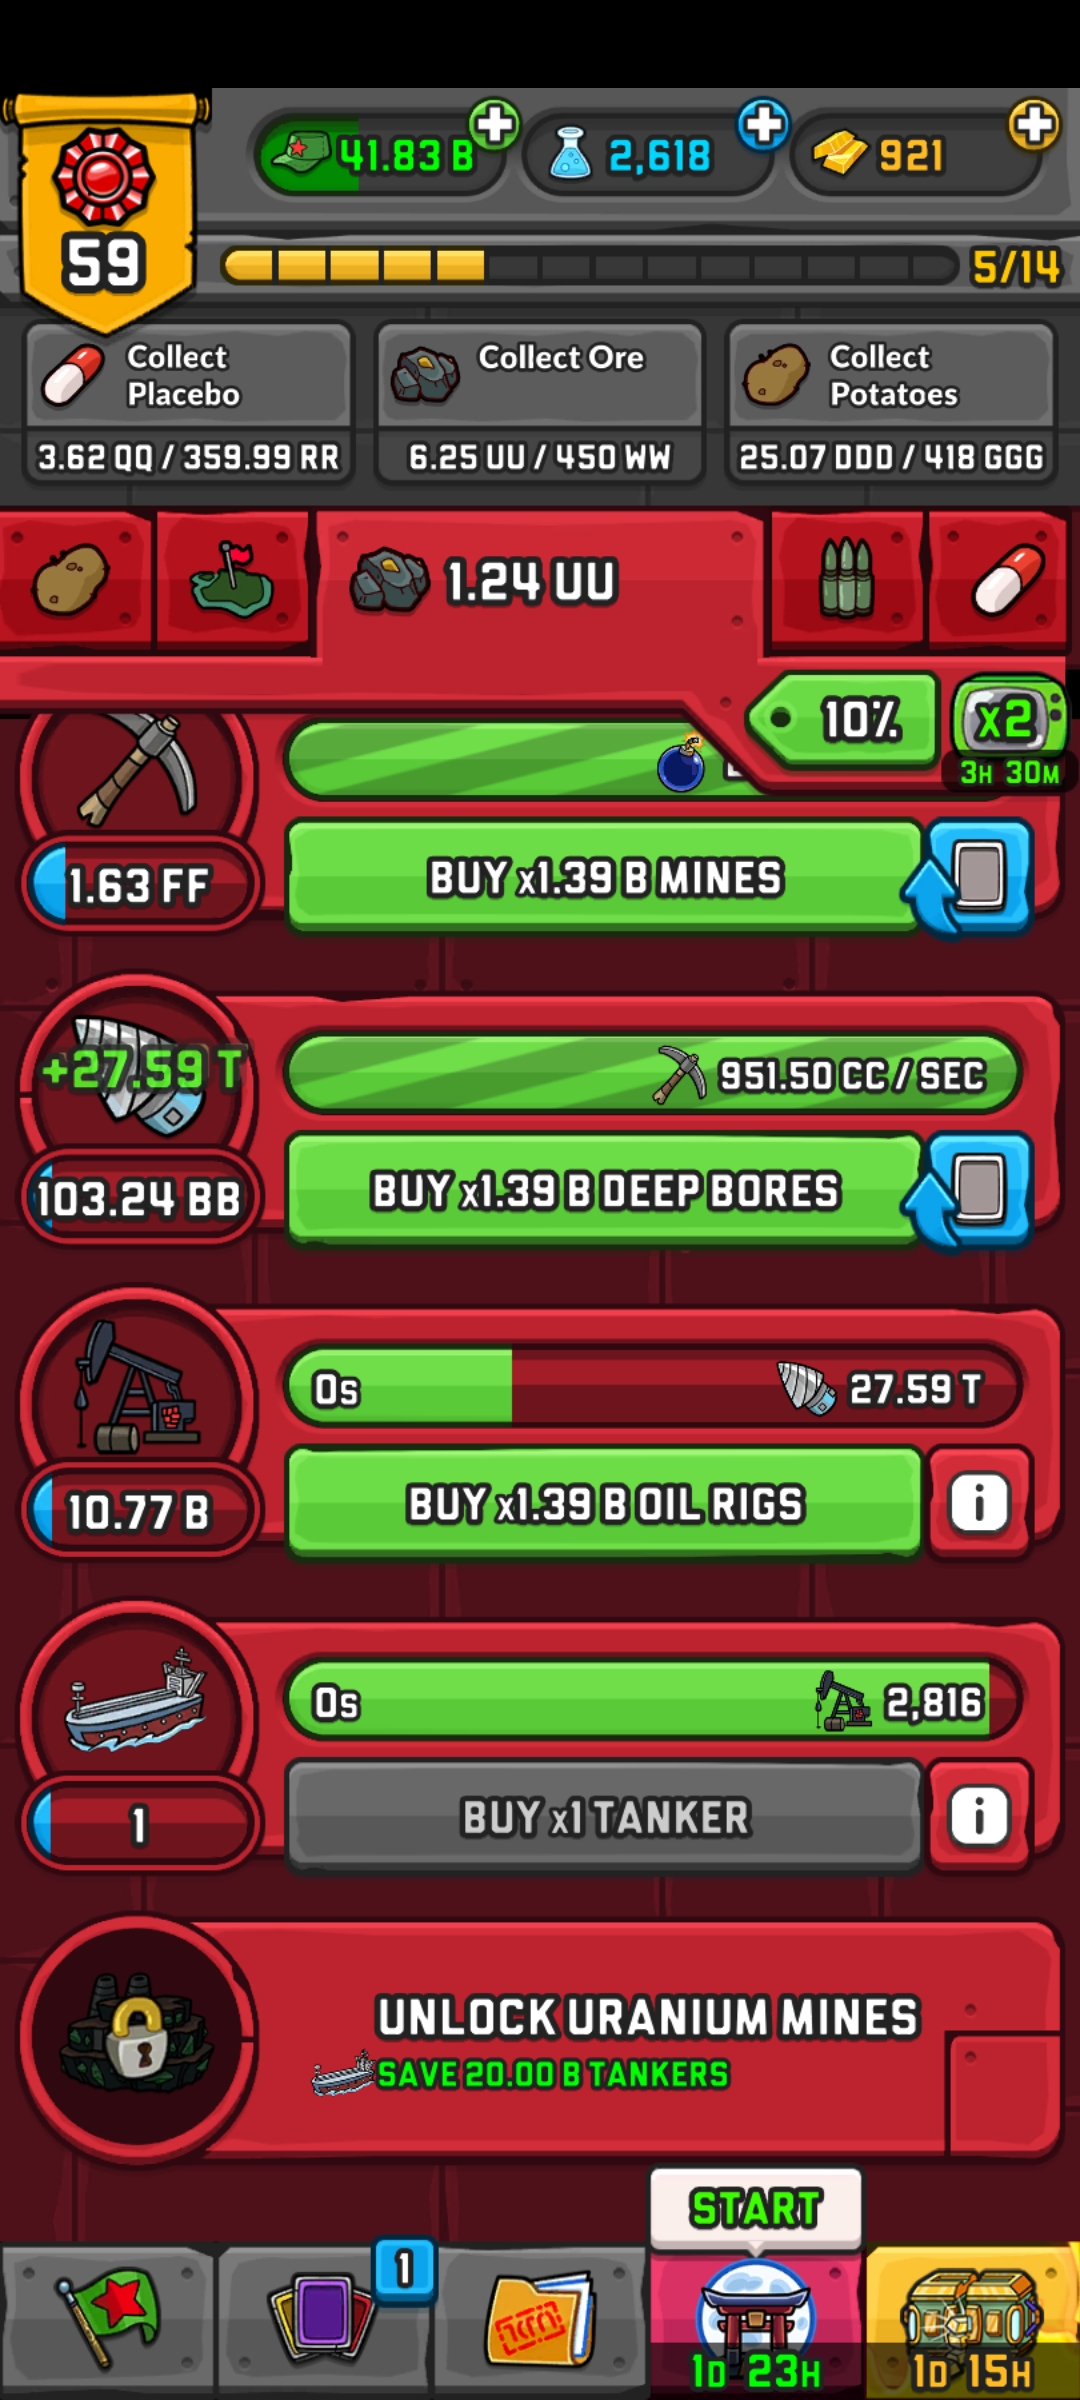 41.83 B
2,618
921
59
5/14
Collect
Placebo
3.62 QQ / 359.99 RR
Collect Ore
6.25 UU / 450 WW
Collect
Potatoes
25.07 DDD / 418 GGG
1.24 UU
10%
x2
3H 30M
1.63 FF
BUY x1.39 B MINES
+27.59 T
951.50 CC / SEC
103.24 BB
BUY x1.39 B DEEP BORES
0s
27.59 T
10.77 B
BUY x1.39 B OIL RIGS
i
0s
2,816
1
BUY x1 TANKER
i
UNLOCK URANIUM MINES
SAVE 20.00 B TANKERS
START
1
1D 23H
1D 15H